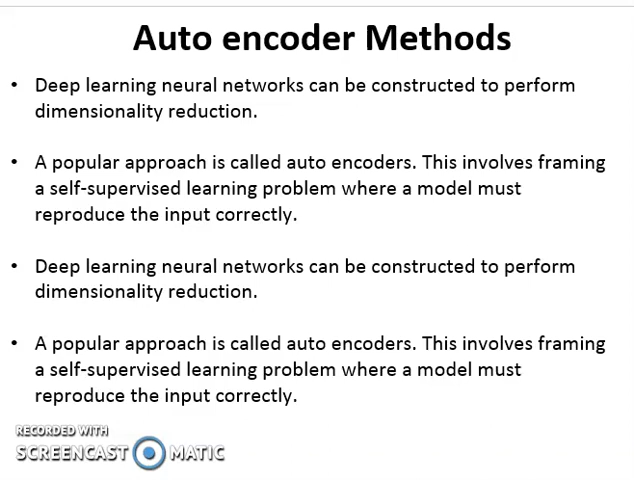 Auto encoder Methods
• Deep learning neural networks can be constructed to perform
dimensionality reduction.
• A popular approach is called auto encoders. This involves framing
a self-supervised learning problem where a model must
reproduce the input correctly.
• Deep learning neural networks can be constructed to perform
dimensionality reduction.
• A popular approach is called auto encoders. This involves framing
a self-supervised learning problem where a model must
reproduce the input correctly.
RECORDED WITH
SCREENCAST MATIC